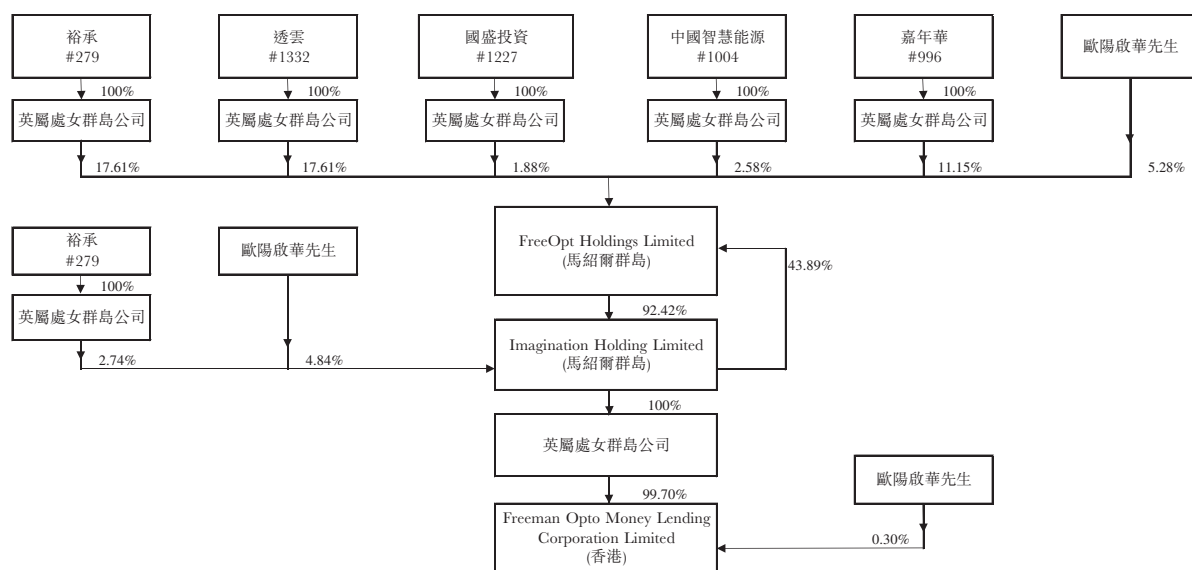 裕承
#279
透雲
#1332
國盛投資
#1227
中國智慧能源
#1004
嘉年華
#996
歐陽啟華先生
100%
100%
100%
100%
100%
英屬處女群島公司
英屬處女群島公司
英屬處女群島公司
英屬處女群島公司
英屬處女群島公司
17.61%
17.61%
1.88%
2.58%
11.15%
5.28%
FreeOpt Holdings Limited
(馬紹爾群島)
43.89%
裕承
#279
歐陽啟華先生
100%
英屬處女群島公司
92.42%
Imagination Holding Limited
(馬紹爾群島)
2.74%
4.84%
100%
英屬處女群島公司
99.70%
歐陽啟華先生
Freeman Opto Money Lending
Corporation Limited
(香港)
0.30%